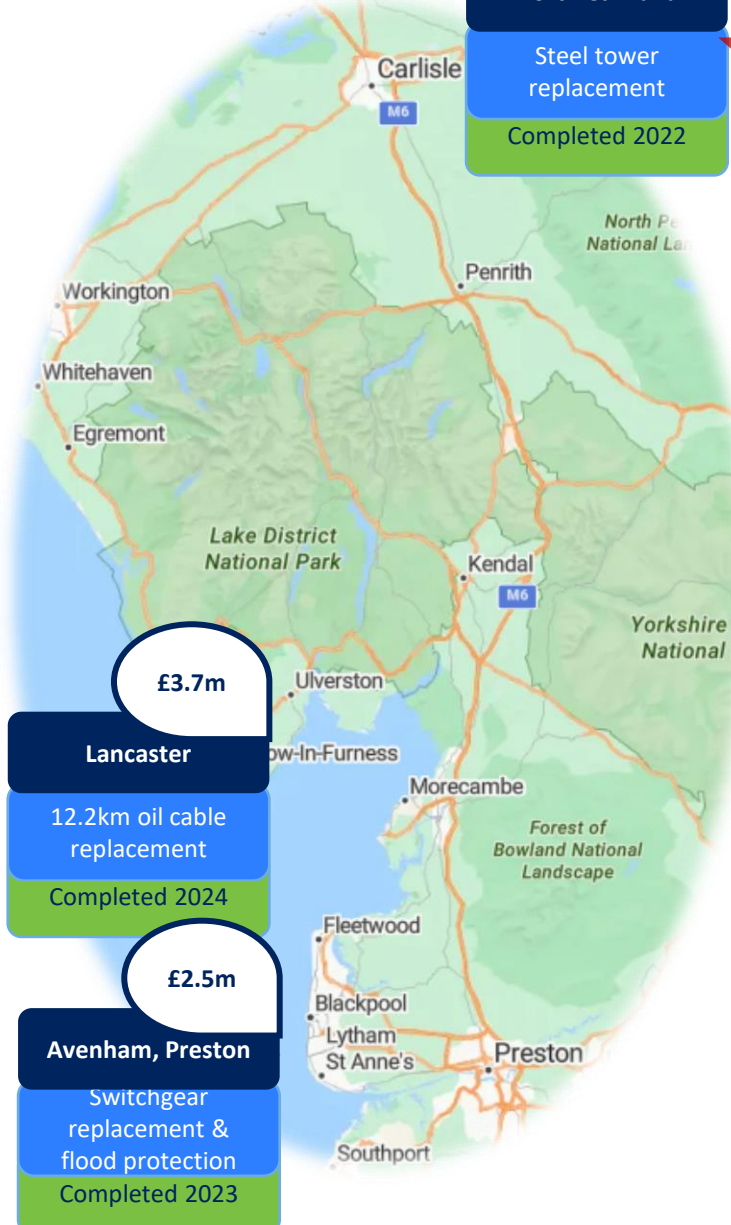 Steel tower
replacement
Completed 2022
Carlisle
M6
North
National
Penrith
Workington
Whitehaven
Egremont
Lake District
National Park
Kendal
M6
Yorkshire
National
£3.7m
Ulverston
Lancaster
ow-In-Furness
Morecambe
12.2km oil cable
replacement
Forest of
Bowland National
Landscape
Completed 2024
Fleetwood
£2.5m
Blackpool
Avenham, Preston
Lytham
St Anne's
Preston
Switchgear
replacement &
flood protection
Southport
Completed 2023